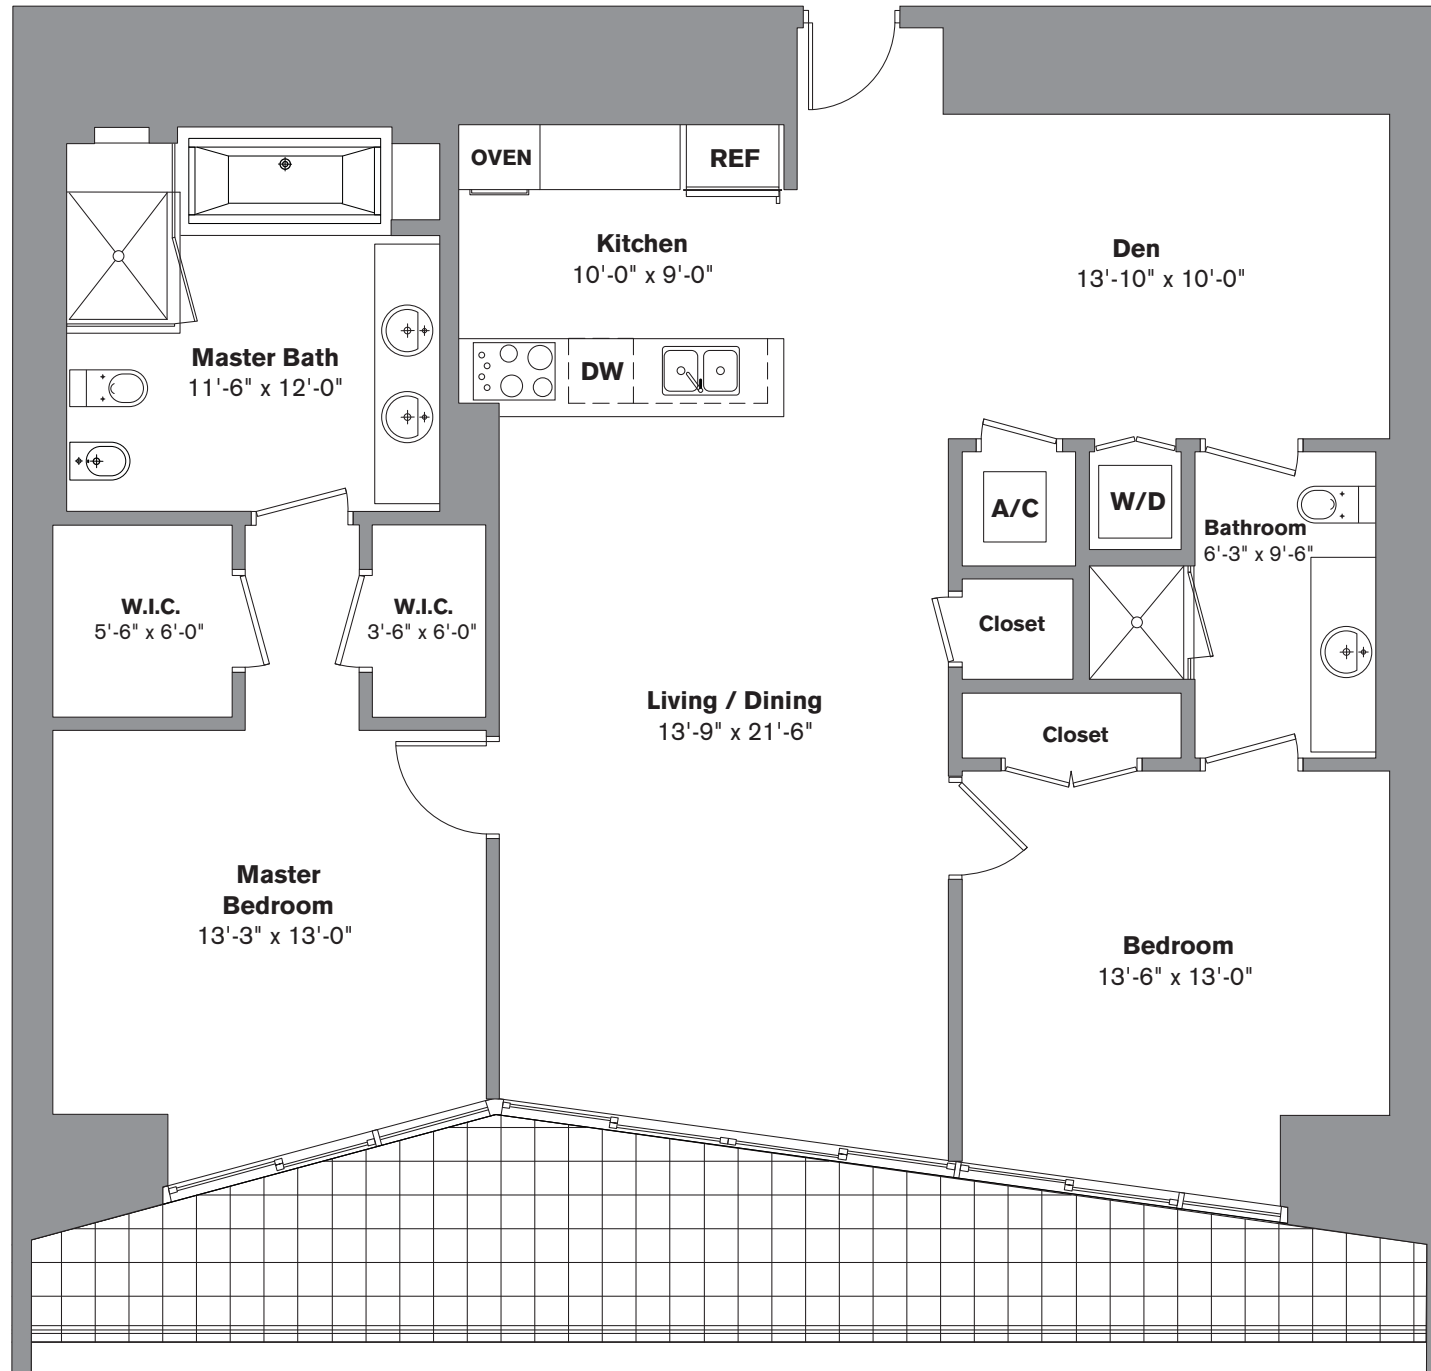 OVEN
REF
Kitchen
10'-0" x 9'-0"
Den
13'-10" x 10'-0"
Master Bath
11'-6" x 12'-0"
DW
A/C
W/D
Bathroom
6'-3" x 9'-6"
W.I.C.
5'-6" x 6'-0"
W.I.C.
3'-6" x 6'-0"
Closet
Living / Dining
13'-9" x 21'-6"
Closet
Master
Bedroom
13'-3" x 13'-0"
Bedroom
13'-6" x 13'-0"